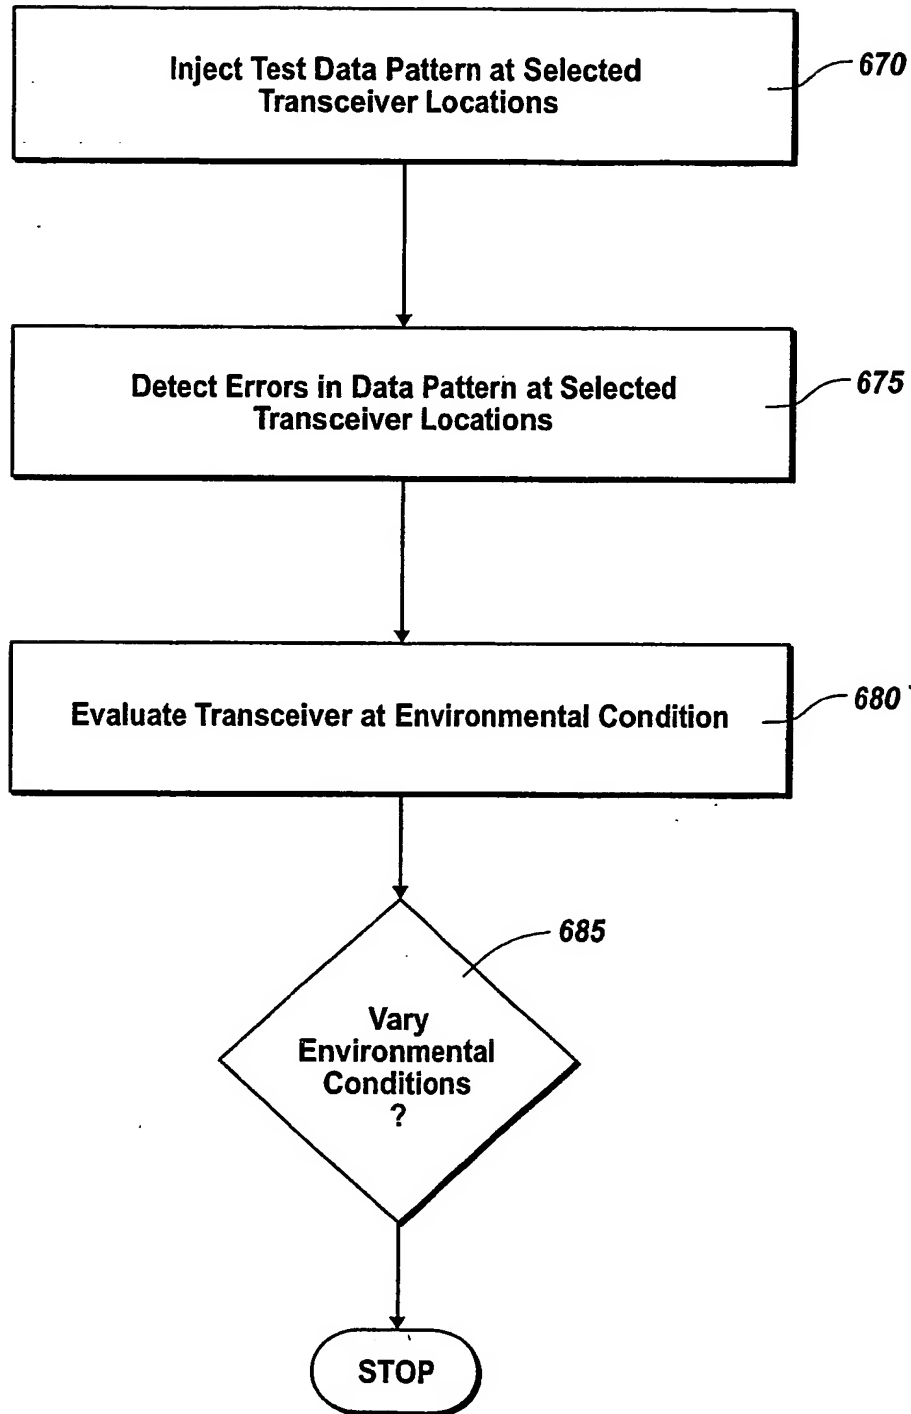 Inject Test Data Pattern at Selected
Transceiver Locations
670
Detect Errors in Data Pattern at Selected
Transceiver Locations
675
Evaluate Transceiver at Environmental Condition
680
685
Vary
Environmental
Conditions
?
STOP